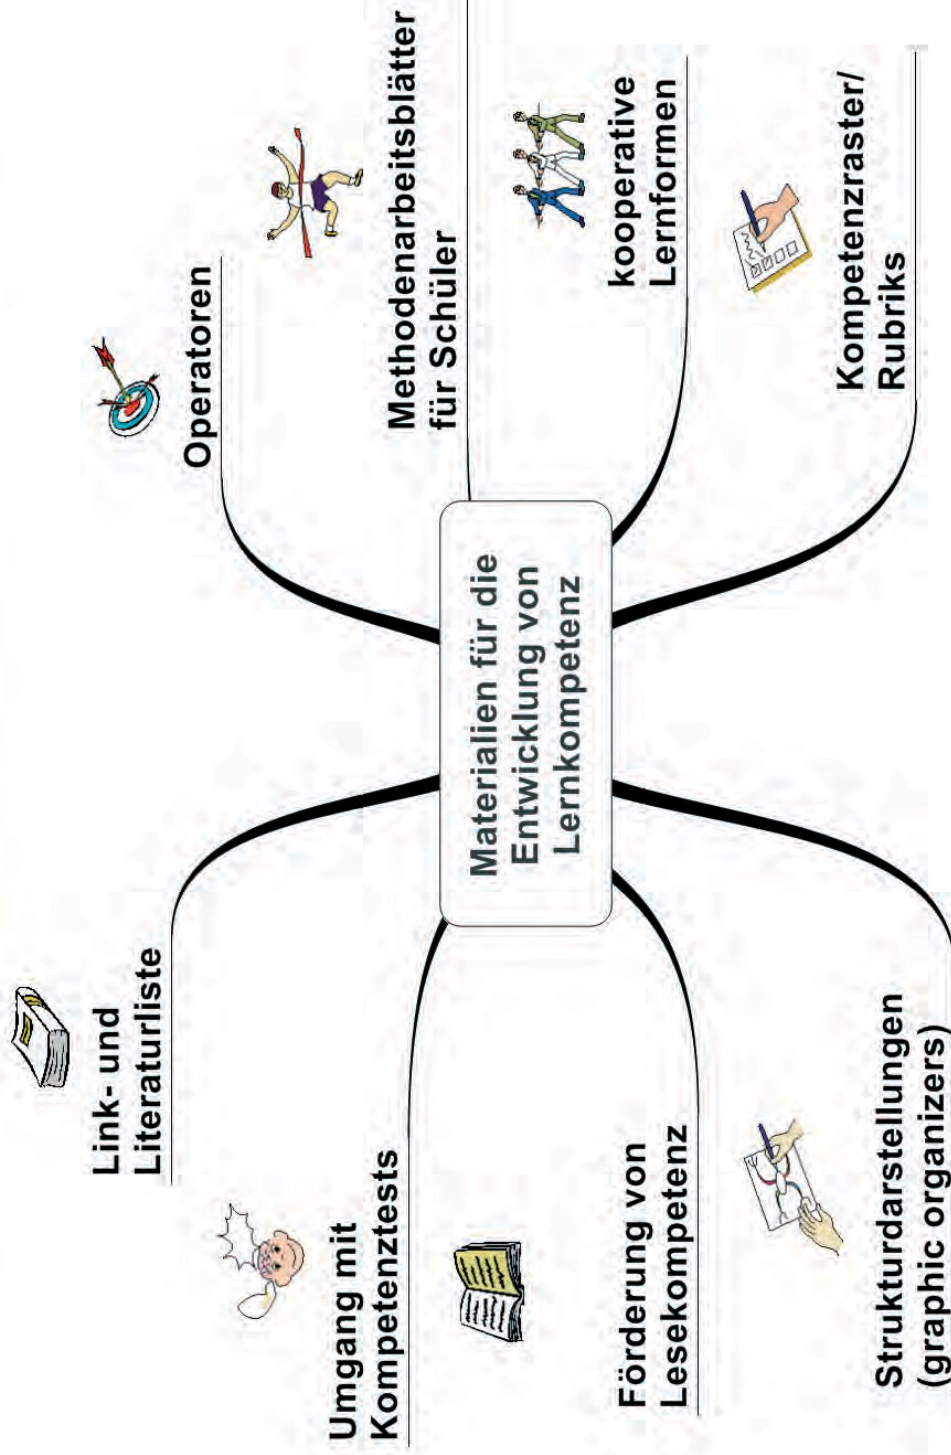 Link- und
Literaturliste
Operatoren
Umgang mit
Kompetenztests
Methodenarbeitsblätter
für Schüler
Materialien für die
Entwicklung von
Lernkompetenz
Förderung von
Lesekompetenz
kooperative
Lernformen
Strukturdarstellungen
(graphic organizers)
Kompetenzraster/
Rubriks